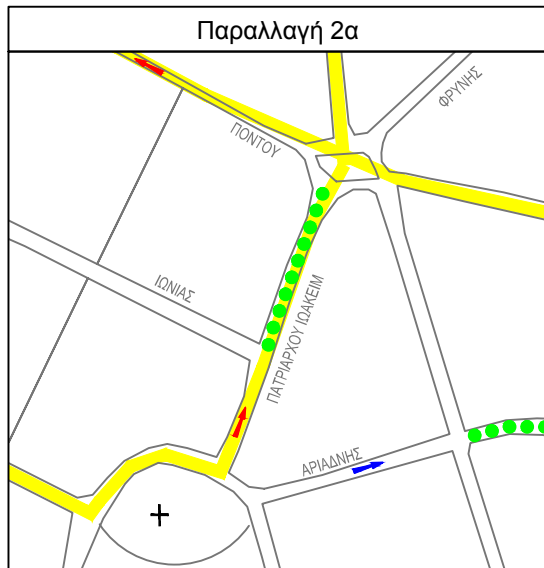 Παραλλαγή 2α
ΦΡΥΝΗΣ
ΠΟΝΤΟΥ
ΙΩΝΙΑΣ
ΠΑΤΡΙΑΡΧΟΥ ΙΩΑΚΕΙΜ
ΑΡΙΑΔΝΗΣ